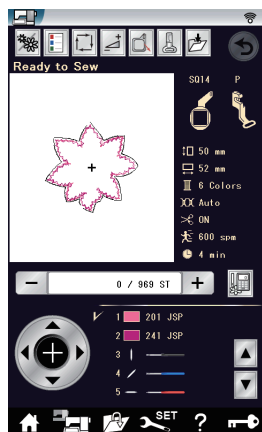 Ready to Sew
SQ14 P
50 mm
52 mm
6 Colors
Auto
ON
600 spm
4 min
0 / 969 ST
1 201 JSP
2 241 JSP
3
4
5
SET
?